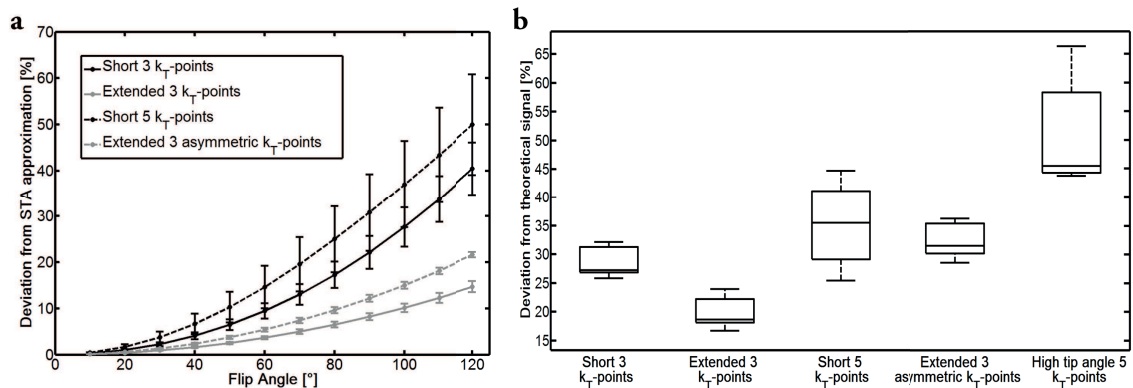 a
Deviation from STA approximation [%]
70
60
50
40
30
20
10
0
Short 3 kT-points
Extended 3 kT-points
Short 5 kT-points
Extended 3 asymmetric kT-points
0
20
40
60
80
100
120
Flip Angle [°]
b
Deviation from theoretical signal [%]
65
60
55
50
45
40
35
30
25
20
15
Short 3
kT-points
Extended 3
kT-points
Short 5
kT-points
Extended 3
asymmetric kT-points
High tip angle 5
kT-points